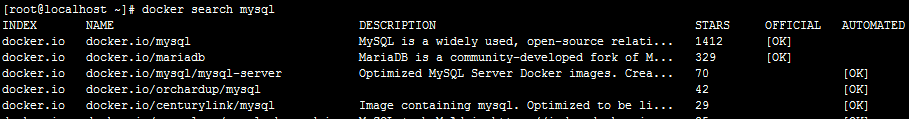 [root@localhost ~]# docker search mysql
INDEX NAME DESCRIPTION STARS OFFICIAL AUTOMATED
docker.io docker.io/mysql MySQL is a widely used, open-source relati... 1412 [OK]
docker.io docker.io/mariadb MariaDB is a community-developed fork of M... 329 [OK]
docker.io docker.io/mysql/mysql-server Optimized MySQL Server Docker images. Crea... 70 [OK]
docker.io docker.io/orchardup/mysql 42 [OK]
docker.io docker.io/centurylink/mysql Image containing mysql. Optimized to be li... 29 [OK]